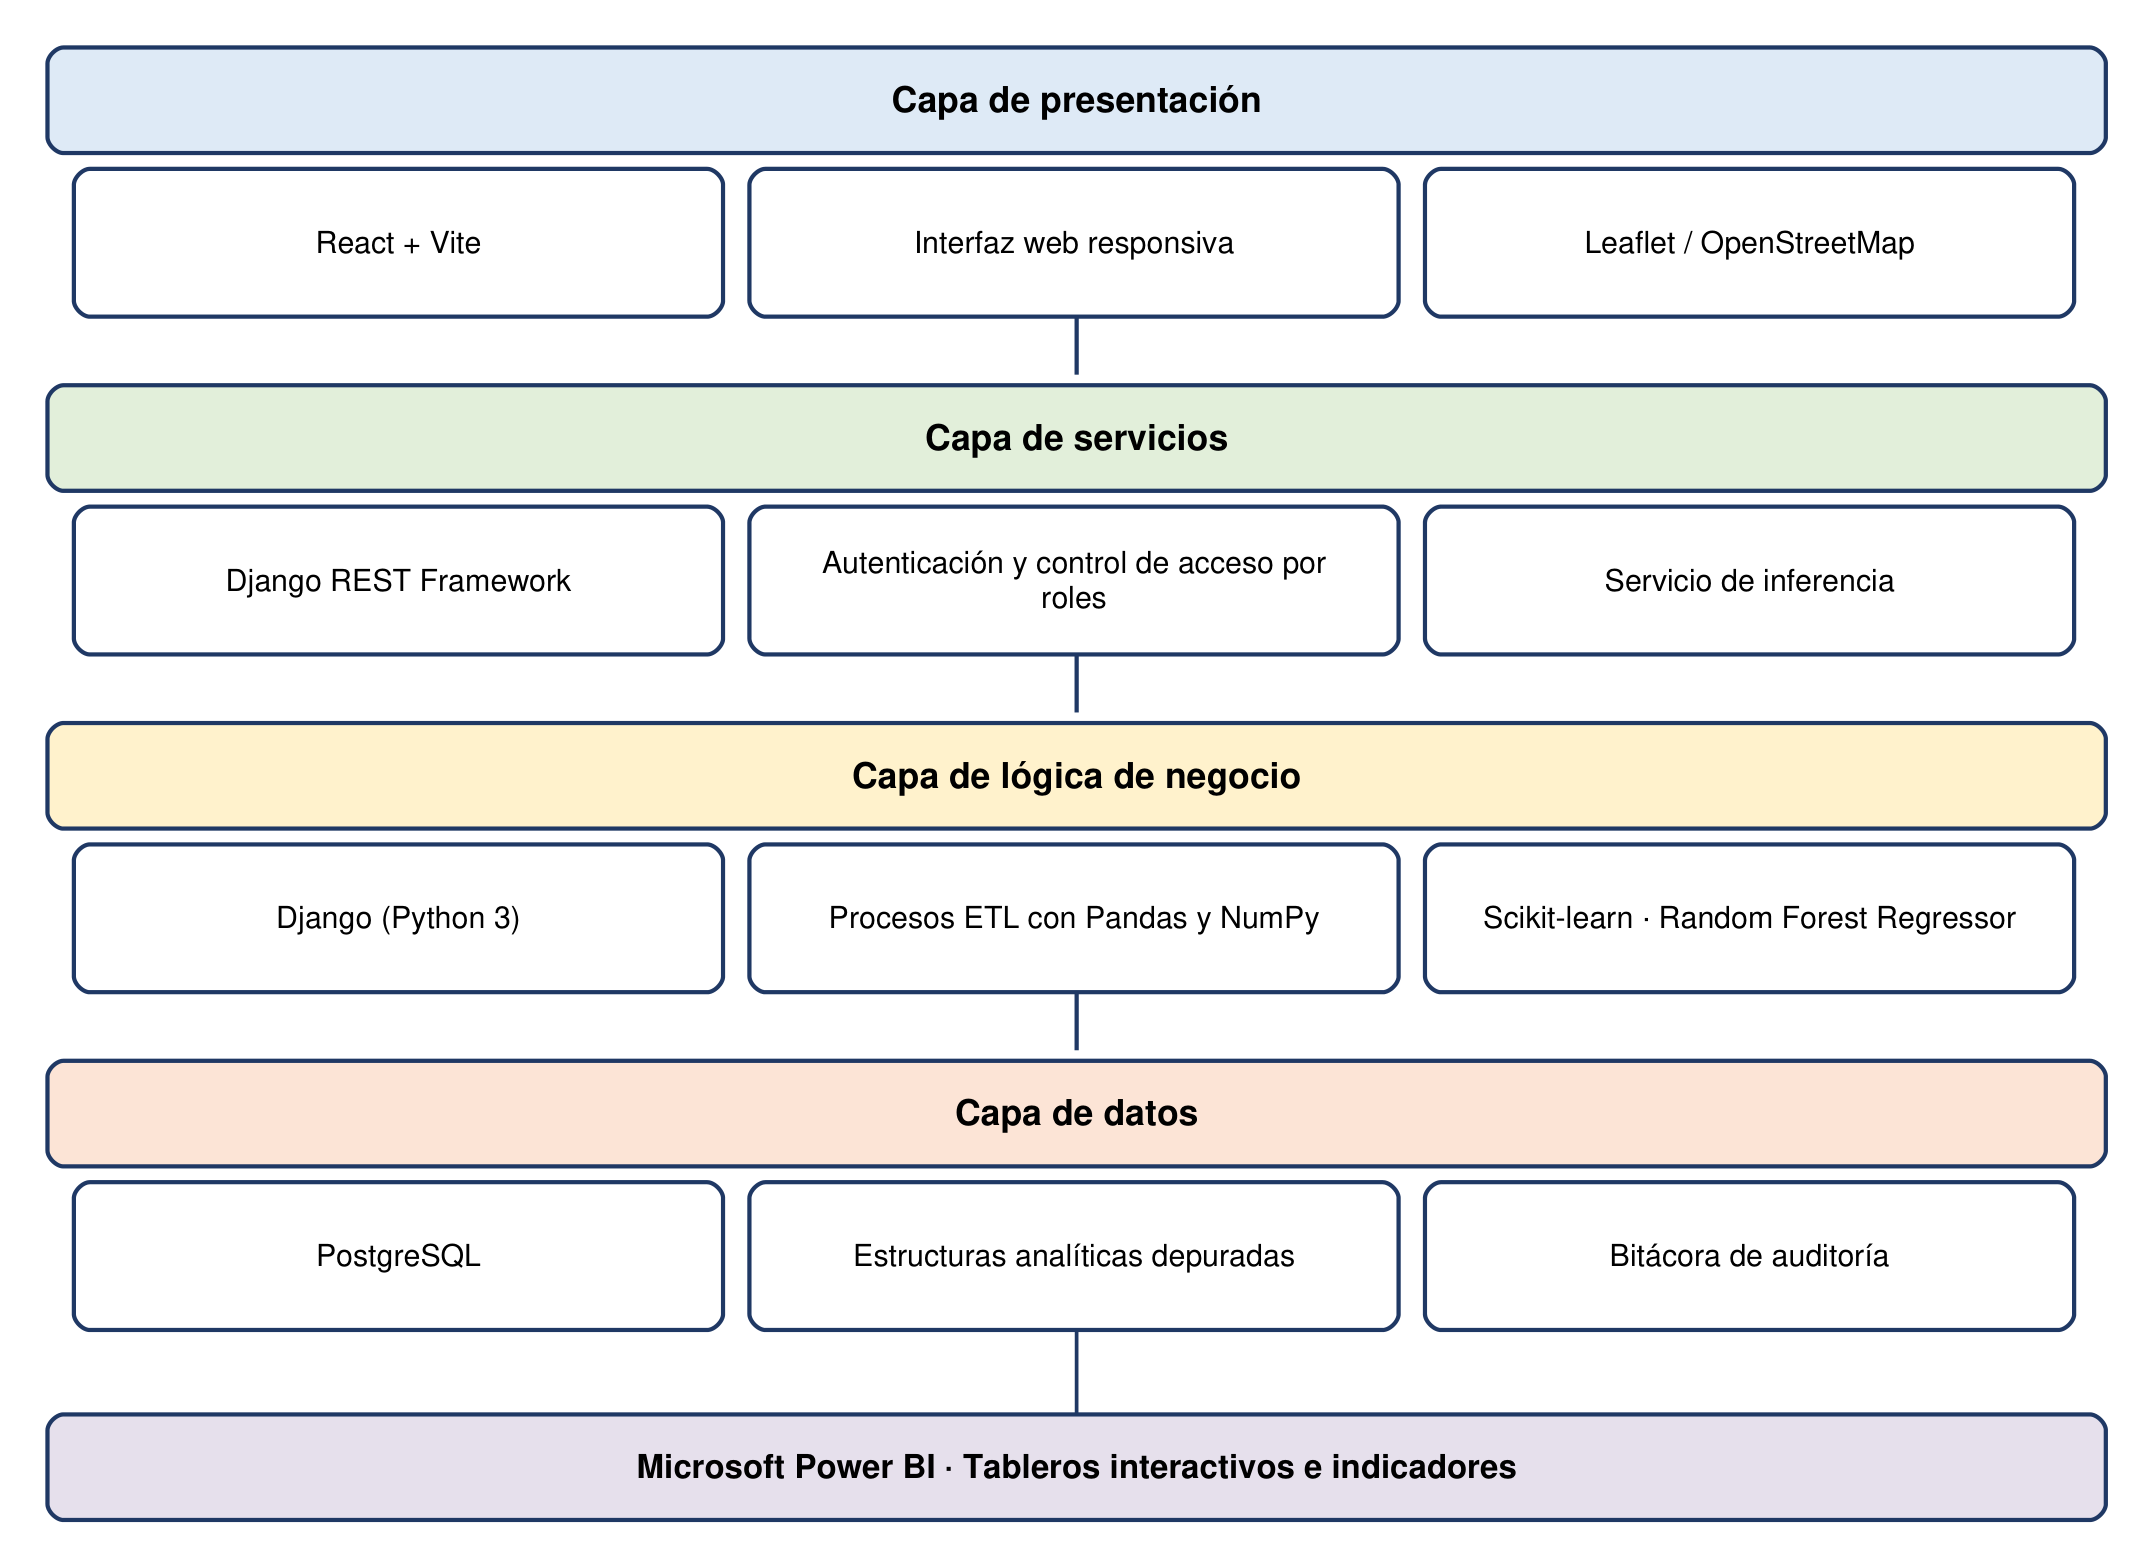 Capa de presentación
React + Vite
Interfaz web responsiva
Leaflet / OpenStreetMap
Capa de servicios
Django REST Framework
Autenticación y control de acceso por
roles
Servicio de inferencia
Capa de lógica de negocio
Django (Python 3)
Procesos ETL con Pandas y NumPy
Scikit-learn · Random Forest Regressor
Capa de datos
PostgreSQL
Estructuras analíticas depuradas
Bitácora de auditoría
Microsoft Power BI · Tableros interactivos e indicadores